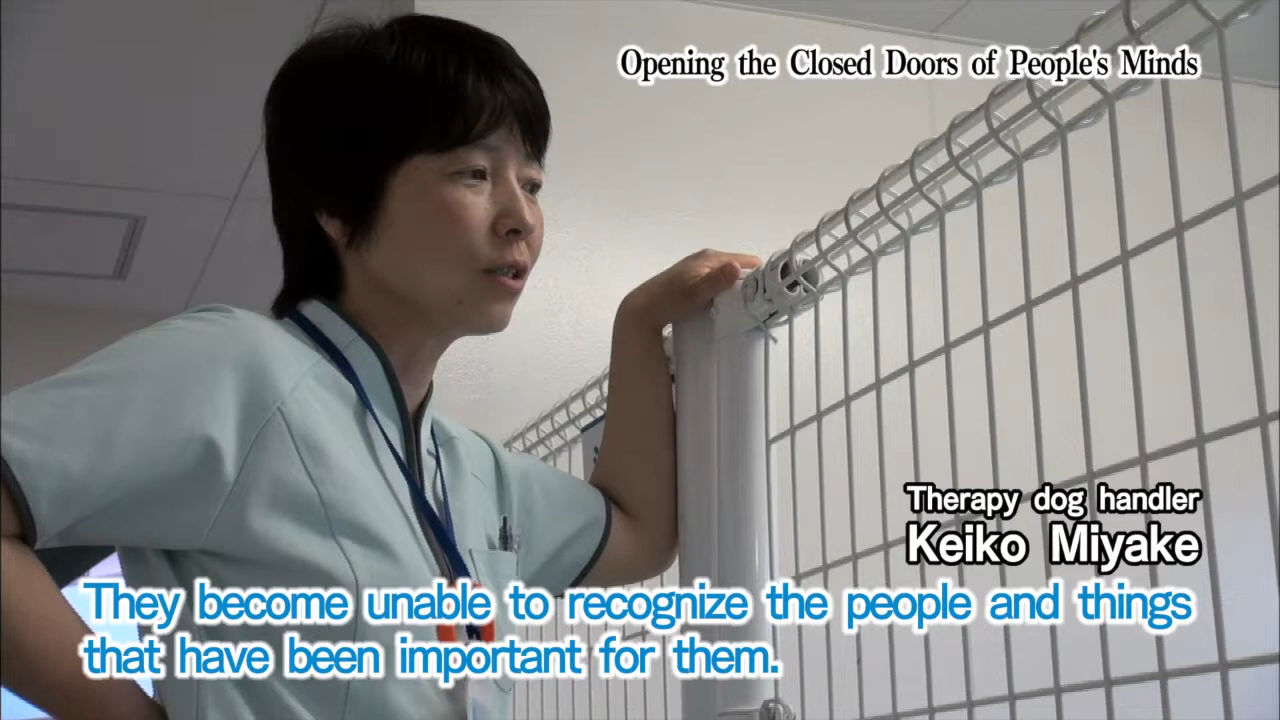 Opening the Closed Doors of People's Minds
Therapy dog handler
Keiko Miyake
They become unable to recognize the people and things
that have been important for them.